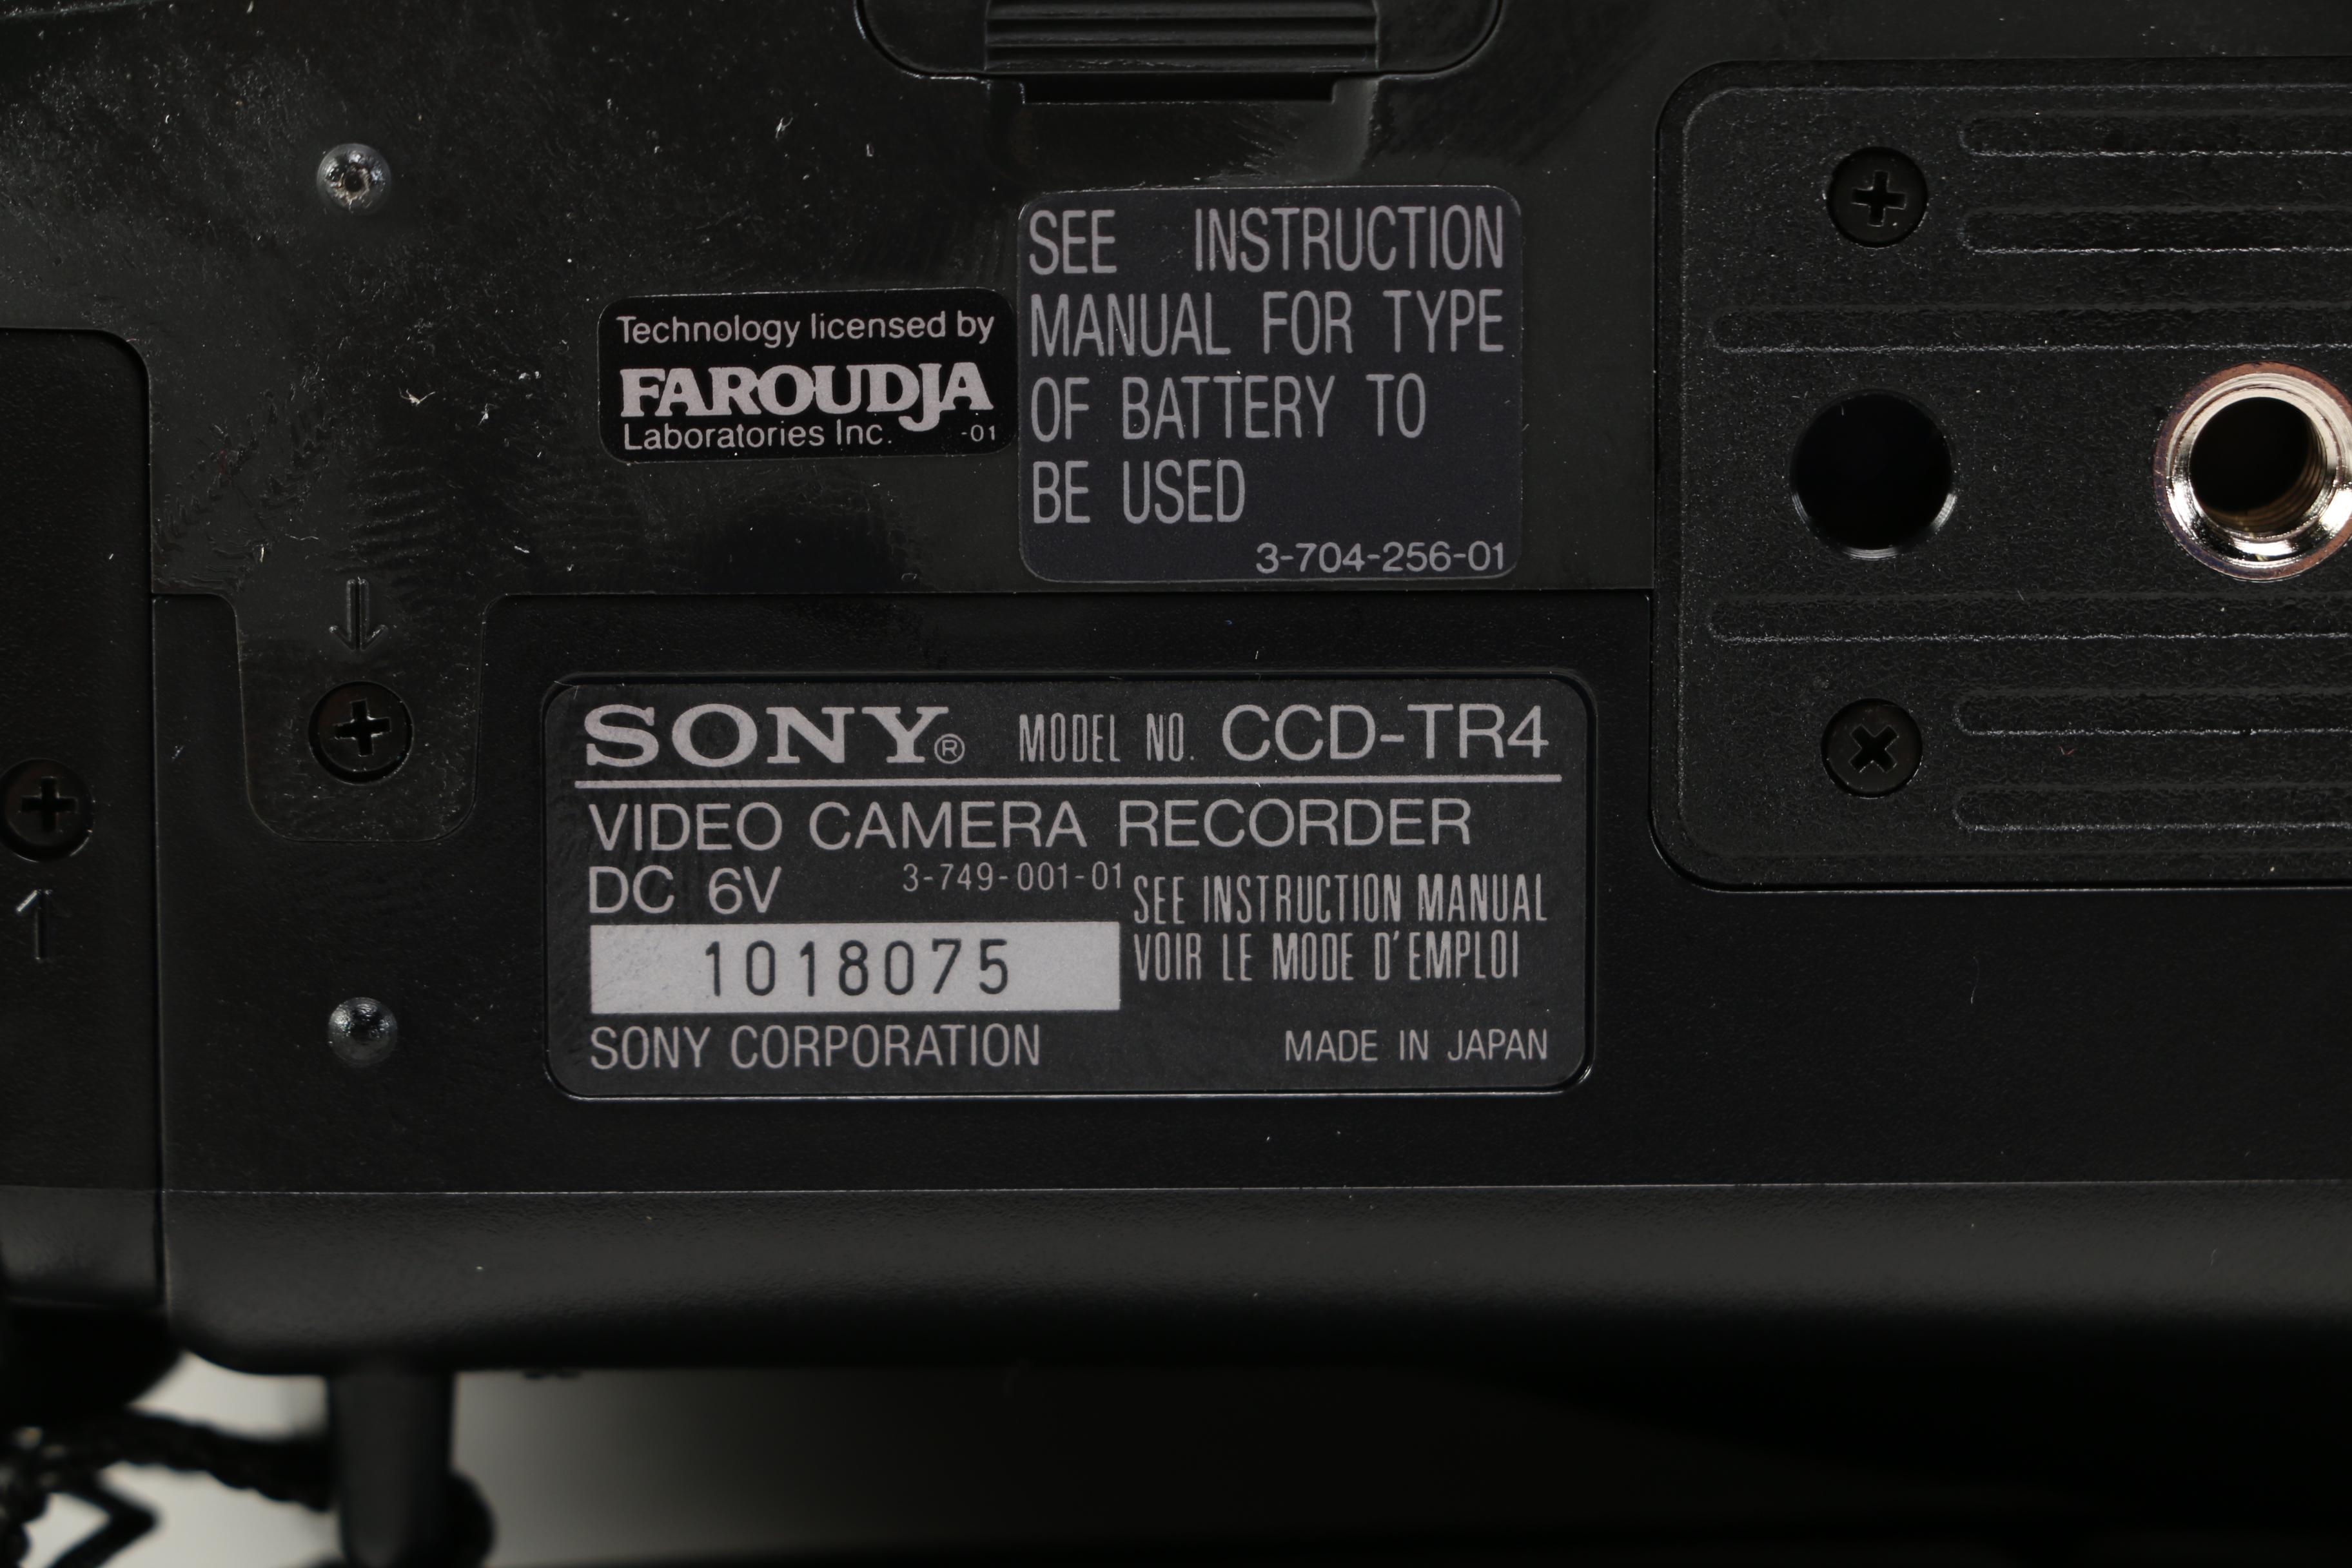 Technology licensed by
FAROUDJA
Laboratories Inc. -01
SEE INSTRUCTION
MANUAL FOR TYPE
OF BATTERY TO
BE USED
3-704-256-01
SONY® MODEL NO. CCD-TR4
VIDEO CAMERA RECORDER
DC 6V 3-749-001-01
SEE INSTRUCTION MANUAL
VOIR LE MODE D'EMPLOI
1018075
SONY CORPORATION MADE IN JAPAN